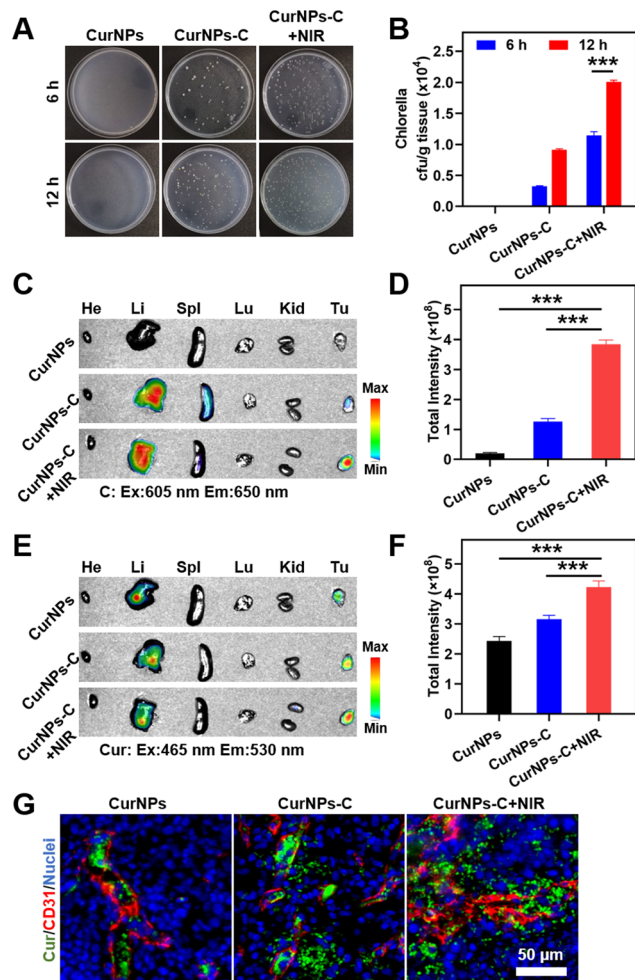 A
CurNPs
CurNPs-C
CurNPs-C
+NIR
6 h
12 h
B
6 h
12 h
***
Chlorella
cfu/g tissue (x10⁴)
2.5
2.0
1.5
1.0
0.5
0.0
CurNPs
CurNPs-C
CurNPs-C+NIR
C
He Li Spl Lu Kid Tu
CurNPs
CurNPs-C
CurNPs-C
+NIR
Max
Min
C: Ex:605 nm Em:650 nm
D
***
***
Total Intensity (×10⁸)
5
4
3
2
1
0
CurNPs
CurNPs-C
CurNPs-C+NIR
E
He Li Spl Lu Kid Tu
CurNPs
CurNPs-C
CurNPs-C
+NIR
Max
Min
Cur: Ex:465 nm Em:530 nm
F
***
***
Total Intensity (×10⁸)
6
4
2
0
CurNPs
CurNPs-C
CurNPs-C+NIR
G
CurNPs
CurNPs-C
CurNPs-C+NIR
Cur/CD31/Nuclei
50 µm